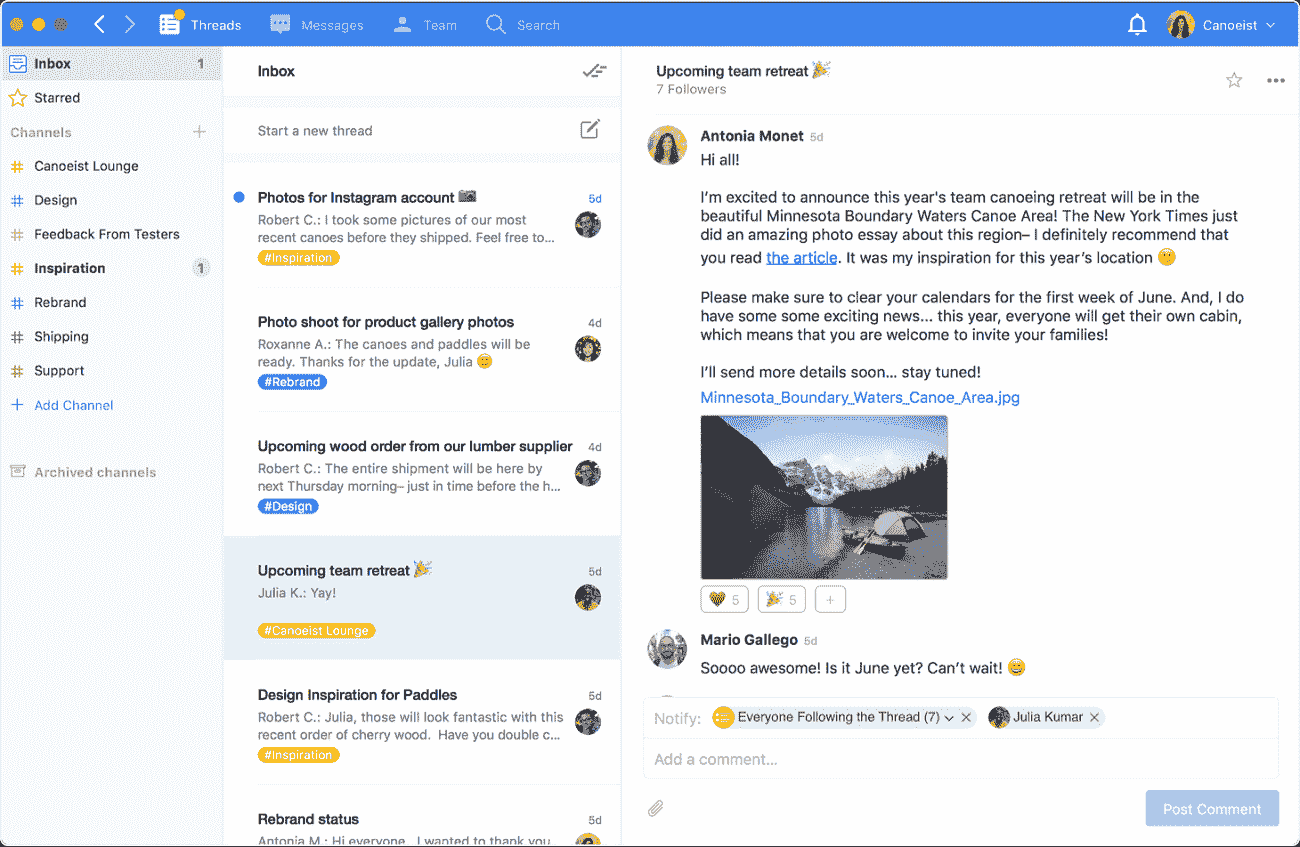 Threads
Messages
Team
Search
Canoeist
Inbox 1
Starred
Channels
Canoeist Lounge
Design
Feedback From Testers
Inspiration 1
Rebrand
Shipping
Support
Add Channel
Archived channels
Inbox
Start a new thread
Photos for Instagram account 5d
Robert C.: I took some pictures of our most
recent canoes before they shipped. Feel free to...
#Inspiration
Photo shoot for product gallery photos 4d
Roxanne A.: The canoes and paddles will be
ready. Thanks for the update, Julia
#Rebrand
Upcoming wood order from our lumber supplier 4d
Robert C.: The entire shipment will be here by
next Thursday morning– just in time before the h...
#Design
Upcoming team retreat 5d
Julia K.: Yay!
#Canoeist Lounge
Design Inspiration for Paddles 5d
Robert C.: Julia, those will look fantastic with this
recent order of cherry wood. Have you double c...
#Inspiration
Rebrand status 5d
Antonia M.: Hi everyone, I wanted to thank you
Upcoming team retreat
7 Followers
Antonia Monet 5d
Hi all!
I'm excited to announce this year's team canoeing retreat will be in the
beautiful Minnesota Boundary Waters Canoe Area! The New York Times just
did an amazing photo essay about this region– I definitely recommend that
you read the article. It was my inspiration for this year's location
Please make sure to clear your calendars for the first week of June. And, I do
have some some exciting news... this year, everyone will get their own cabin,
which means that you are welcome to invite your families!
I'll send more details soon... stay tuned!
Minnesota_Boundary_Waters_Canoe_Area.jpg
5
5
+
Mario Gallego 5d
Soooo awesome! Is it June yet? Can't wait!
Notify: Everyone Following the Thread (7) Julia Kumar
Add a comment...
Post Comment